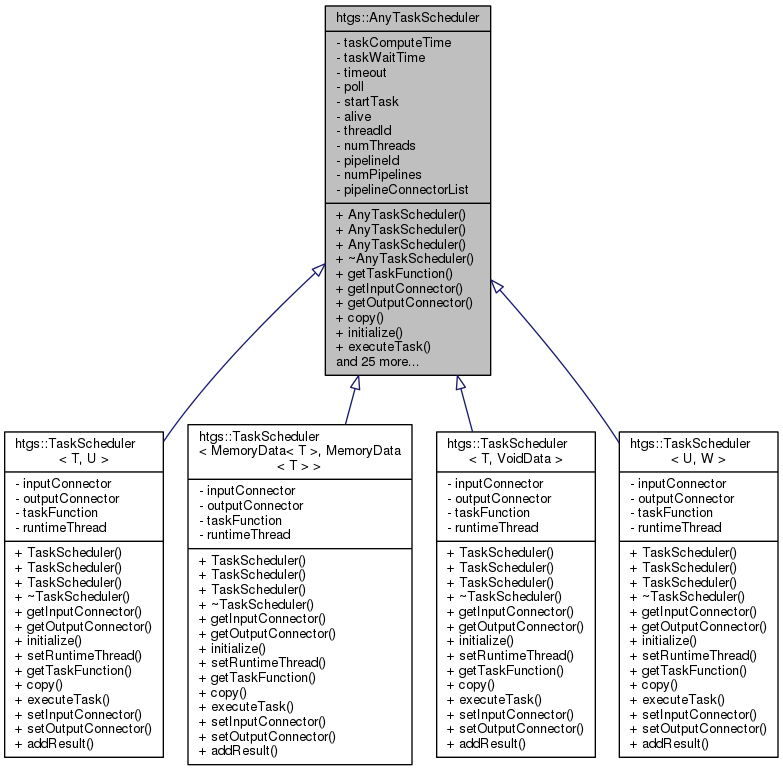 htgs::AnyTaskScheduler
- taskComputeTime
- taskWaitTime
- timeout
- poll
- startTask
- alive
- threadId
- numThreads
- pipelineId
- numPipelines
- pipelineConnectorList
+ AnyTaskScheduler()
+ AnyTaskScheduler()
+ AnyTaskScheduler()
+ ~AnyTaskScheduler()
+ getTaskFunction()
+ getInputConnector()
+ getOutputConnector()
+ copy()
+ initialize()
+ executeTask()
and 25 more...
htgs::TaskScheduler
< T, U >
- inputConnector
- outputConnector
- taskFunction
- runtimeThread
+ TaskScheduler()
+ TaskScheduler()
+ TaskScheduler()
+ ~TaskScheduler()
+ getInputConnector()
+ getOutputConnector()
+ initialize()
+ setRuntimeThread()
+ getTaskFunction()
+ copy()
+ executeTask()
+ setInputConnector()
+ setOutputConnector()
+ addResult()
htgs::TaskScheduler
< MemoryData< T >, MemoryData
< T > >
- inputConnector
- outputConnector
- taskFunction
- runtimeThread
+ TaskScheduler()
+ TaskScheduler()
+ TaskScheduler()
+ ~TaskScheduler()
+ getInputConnector()
+ getOutputConnector()
+ initialize()
+ setRuntimeThread()
+ getTaskFunction()
+ copy()
+ executeTask()
+ setInputConnector()
+ setOutputConnector()
+ addResult()
htgs::TaskScheduler
< T, VoidData >
- inputConnector
- outputConnector
- taskFunction
- runtimeThread
+ TaskScheduler()
+ TaskScheduler()
+ TaskScheduler()
+ ~TaskScheduler()
+ getInputConnector()
+ getOutputConnector()
+ initialize()
+ setRuntimeThread()
+ getTaskFunction()
+ copy()
+ executeTask()
+ setInputConnector()
+ setOutputConnector()
+ addResult()
htgs::TaskScheduler
< U, W >
- inputConnector
- outputConnector
- taskFunction
- runtimeThread
+ TaskScheduler()
+ TaskScheduler()
+ TaskScheduler()
+ ~TaskScheduler()
+ getInputConnector()
+ getOutputConnector()
+ initialize()
+ setRuntimeThread()
+ getTaskFunction()
+ copy()
+ executeTask()
+ setInputConnector()
+ setOutputConnector()
+ addResult()